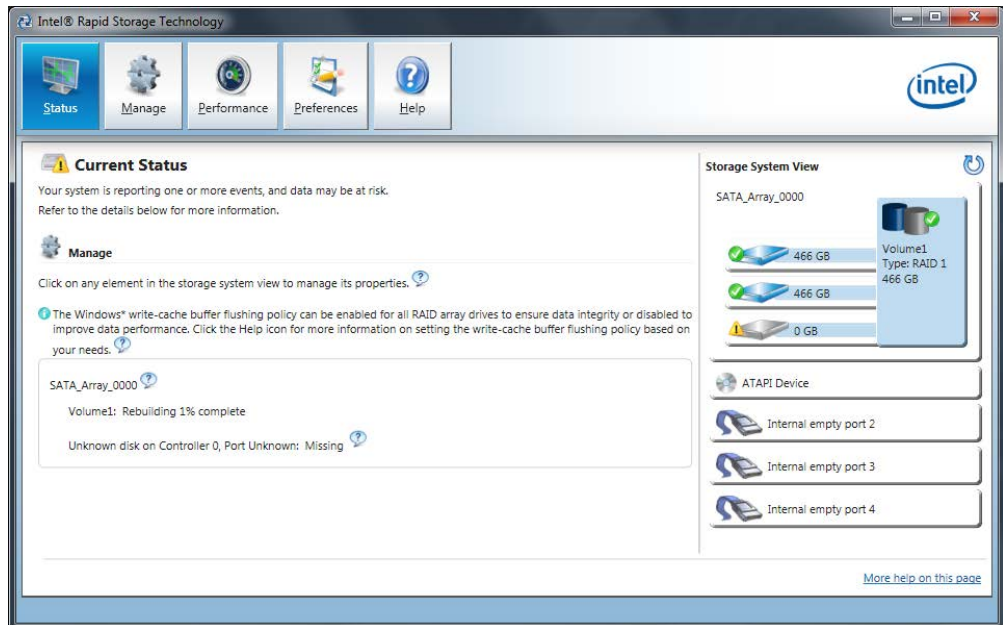 Intel® Rapid Storage Technology
Status
Manage
Performance
Preferences
Help
intel
Current Status
Your system is reporting one or more events, and data may be at risk.
Refer to the details below for more information.
Manage
Click on any element in the storage system view to manage its properties.
The Windows* write-cache buffer flushing policy can be enabled for all RAID array drives to ensure data integrity or disabled to
improve data performance. Click the Help icon for more information on setting the write-cache buffer flushing policy based on
your needs.
SATA_Array_0000
Volume1: Rebuilding 1% complete
Unknown disk on Controller 0, Port Unknown: Missing
Storage System View
SATA_Array_0000
466 GB
466 GB
0 GB
Volume1
Type: RAID 1
466 GB
ATAPI Device
Internal empty port 2
Internal empty port 3
Internal empty port 4
More help on this page